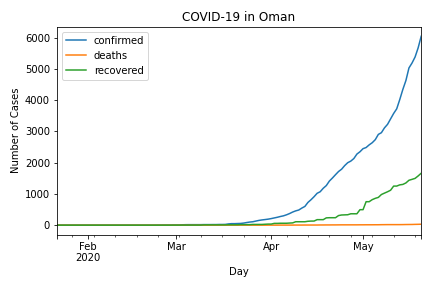 COVID-19 in Oman
confirmed
deaths
recovered
Number of Cases
6000
5000
4000
3000
2000
1000
0
Feb
2020
Mar
Apr
May
Day